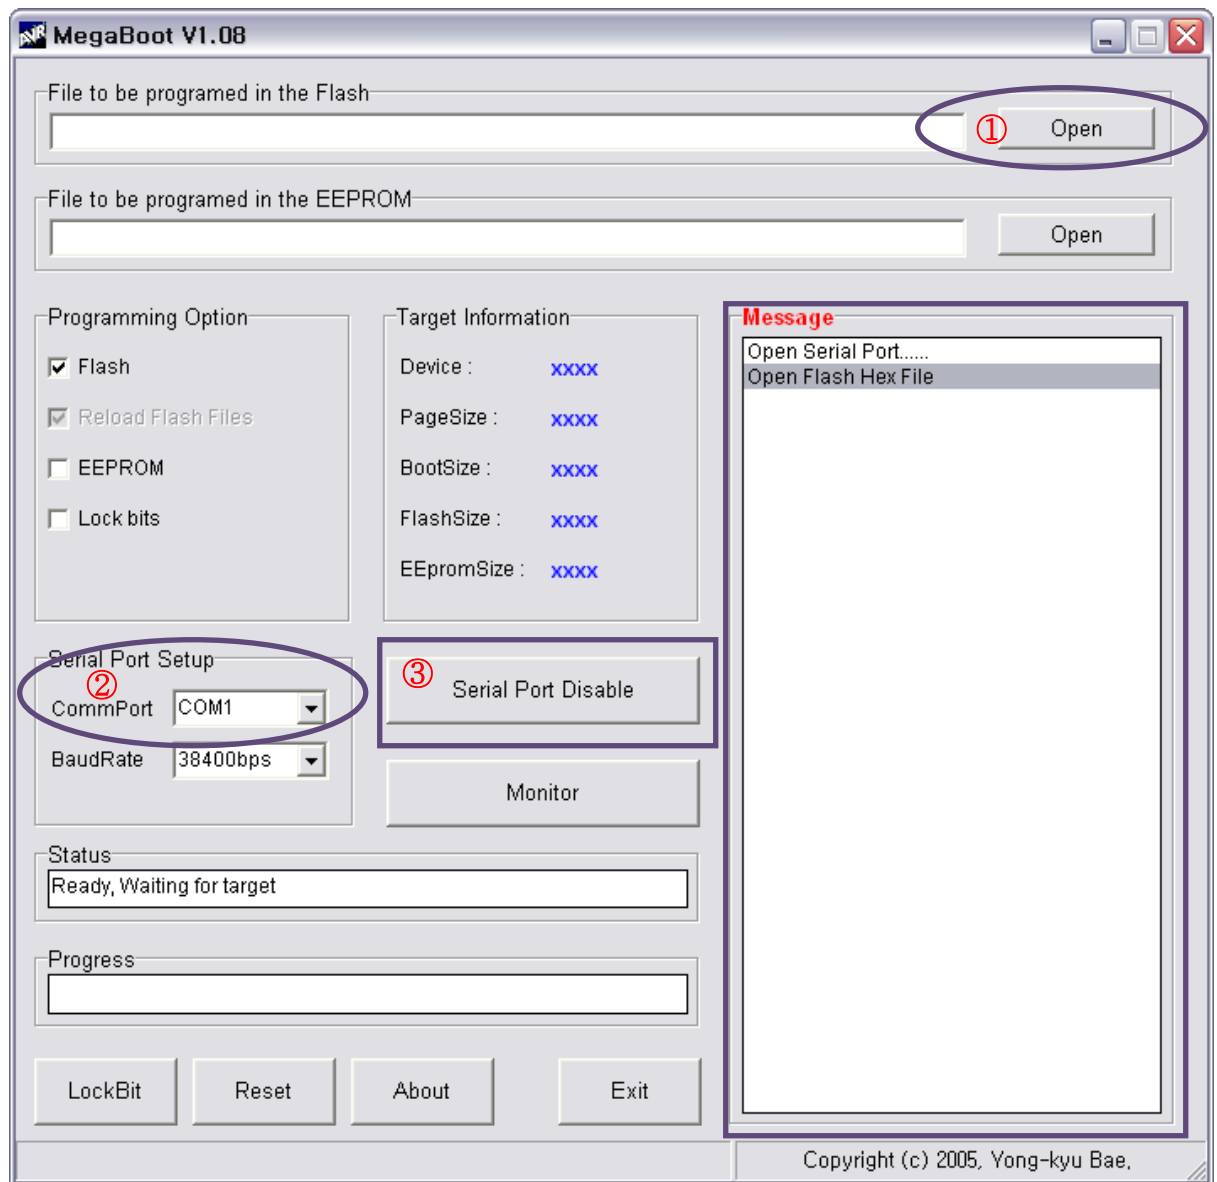 MegaBoot V1.08
File to be programed in the Flash
① Open
File to be programed in the EEPROM
Open
Programming Option
Flash
Reload Flash Files
EEPROM
Lock bits
Target Information
Device : xxxx
PageSize : xxxx
BootSize : xxxx
FlashSize : xxxx
EEpromSize : xxxx
Message
Open Serial Port......
Open Flash Hex File
Serial Port Setup
②
CommPort COM1
BaudRate 38400bps
③ Serial Port Disable
Monitor
Status
Ready, Waiting for target
Progress
LockBit Reset About Exit
Copyright (c) 2005, Yong-kyu Bae,